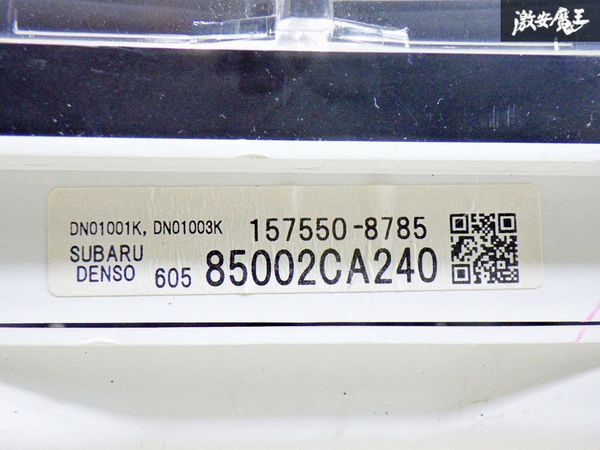 激安魔王
DN01001K, DN01003K 157550-8785
SUBARU
DENSO 605 85002CA240